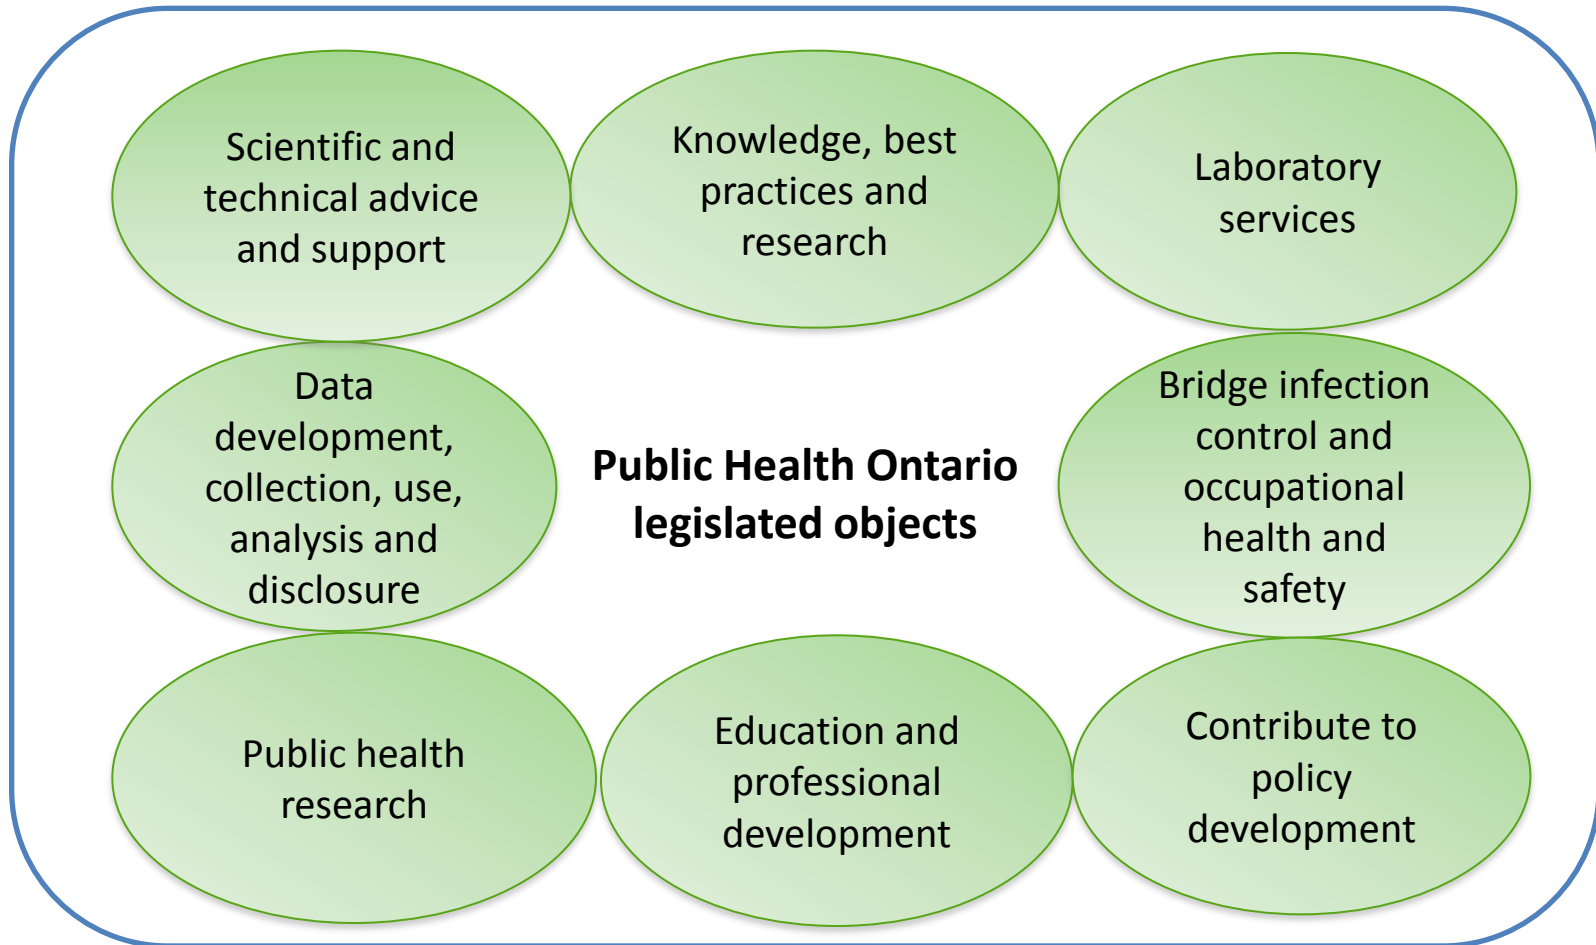 Scientific and
technical advice
and support
Knowledge, best
practices and
research
Laboratory
services
Data
development,
collection, use,
analysis and
disclosure
Public Health Ontario
legislated objects
Bridge infection
control and
occupational
health and
safety
Public health
research
Education and
professional
development
Contribute to
policy
development